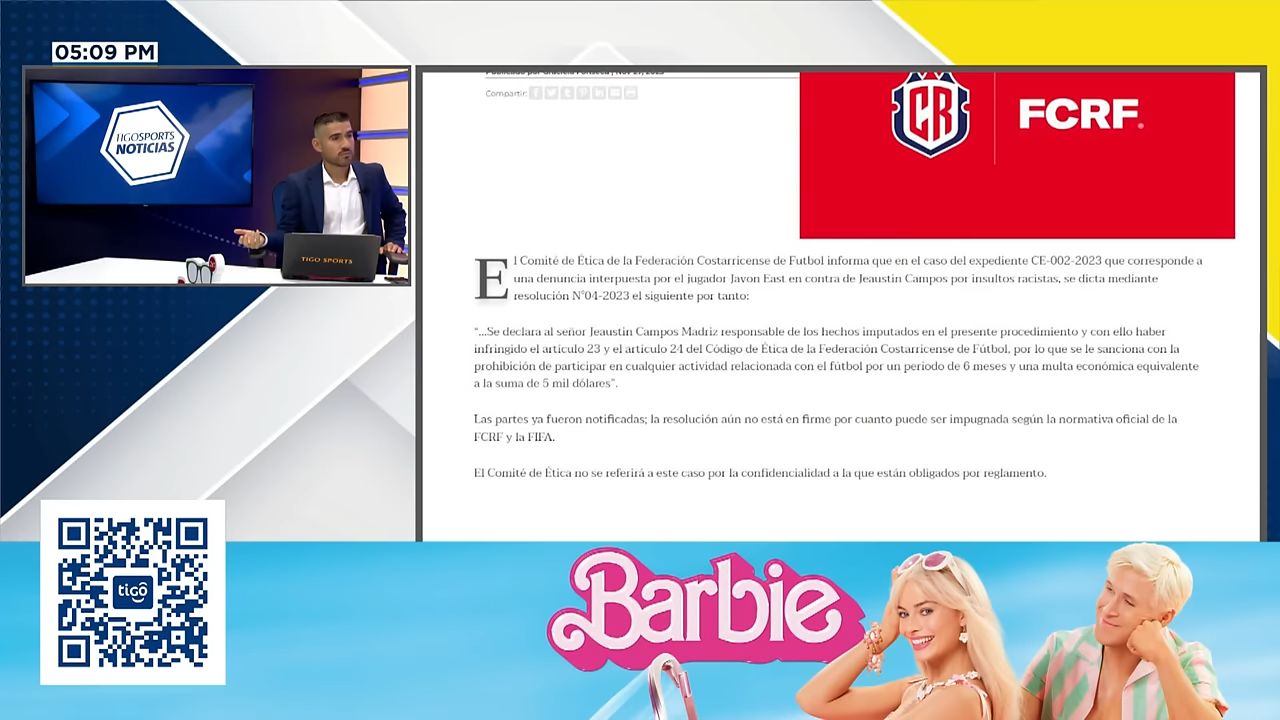 05:09 PM
TIGOSPORTS
NOTICIAS
TIGO SPORTS
Publicado por Graciela Fonseca | Nov 27, 2023
Compartir:
CR
FCRF.
El Comité de Ética de la Federación Costarricense de Futbol informa que en el caso del expediente CE-002-2023 que corresponde a
una denuncia interpuesta por el jugador Javon East en contra de Jeaustin Campos por insultos racistas, se dicta mediante
resolución N°04-2023 el siguiente por tanto:
"...Se declara al señor Jeaustin Campos Madriz responsable de los hechos imputados en el presente procedimiento y con ello haber
infringido el artículo 23 y el artículo 24 del Código de Ética de la Federación Costarricense de Fútbol, por lo que se le sanciona con la
prohibición de participar en cualquier actividad relacionada con el fútbol por un periodo de 6 meses y una multa económica equivalente
a la suma de 5 mil dólares".
Las partes ya fueron notificadas; la resolución aún no está en firme por cuanto puede ser impugnada según la normativa oficial de la
FCRF y la FIFA.
El Comité de Ética no se referirá a este caso por la confidencialidad a la que están obligados por reglamento.
tigo
Barbie